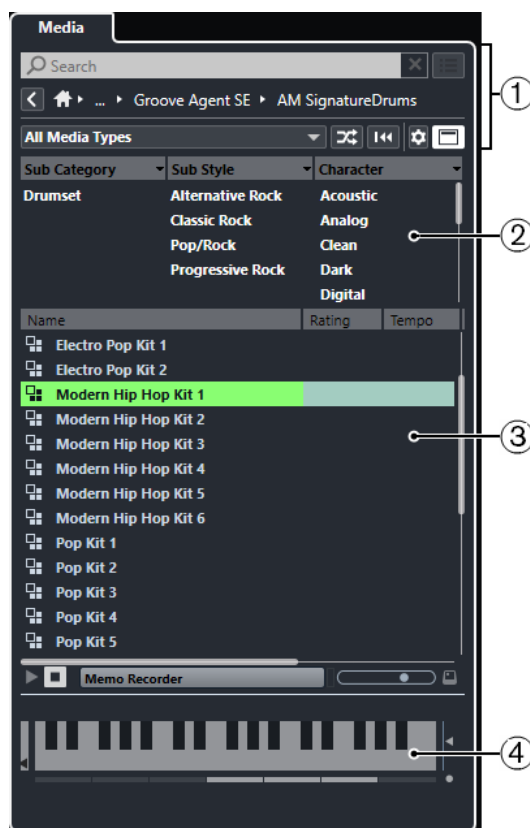 Media
Search
... Groove Agent SE AM SignatureDrums
1
All Media Types
Sub Category Sub Style Character
Drumset Alternative Rock Acoustic
Classic Rock Analog
Pop/Rock Clean
2
Progressive Rock Dark
Digital
Name Rating Tempo
Electro Pop Kit 1
Electro Pop Kit 2
Modern Hip Hop Kit 1
Modern Hip Hop Kit 2
Modern Hip Hop Kit 3
3
Modern Hip Hop Kit 4
Modern Hip Hop Kit 5
Modern Hip Hop Kit 6
Pop Kit 1
Pop Kit 2
Pop Kit 3
Pop Kit 4
Pop Kit 5
Memo Recorder
4